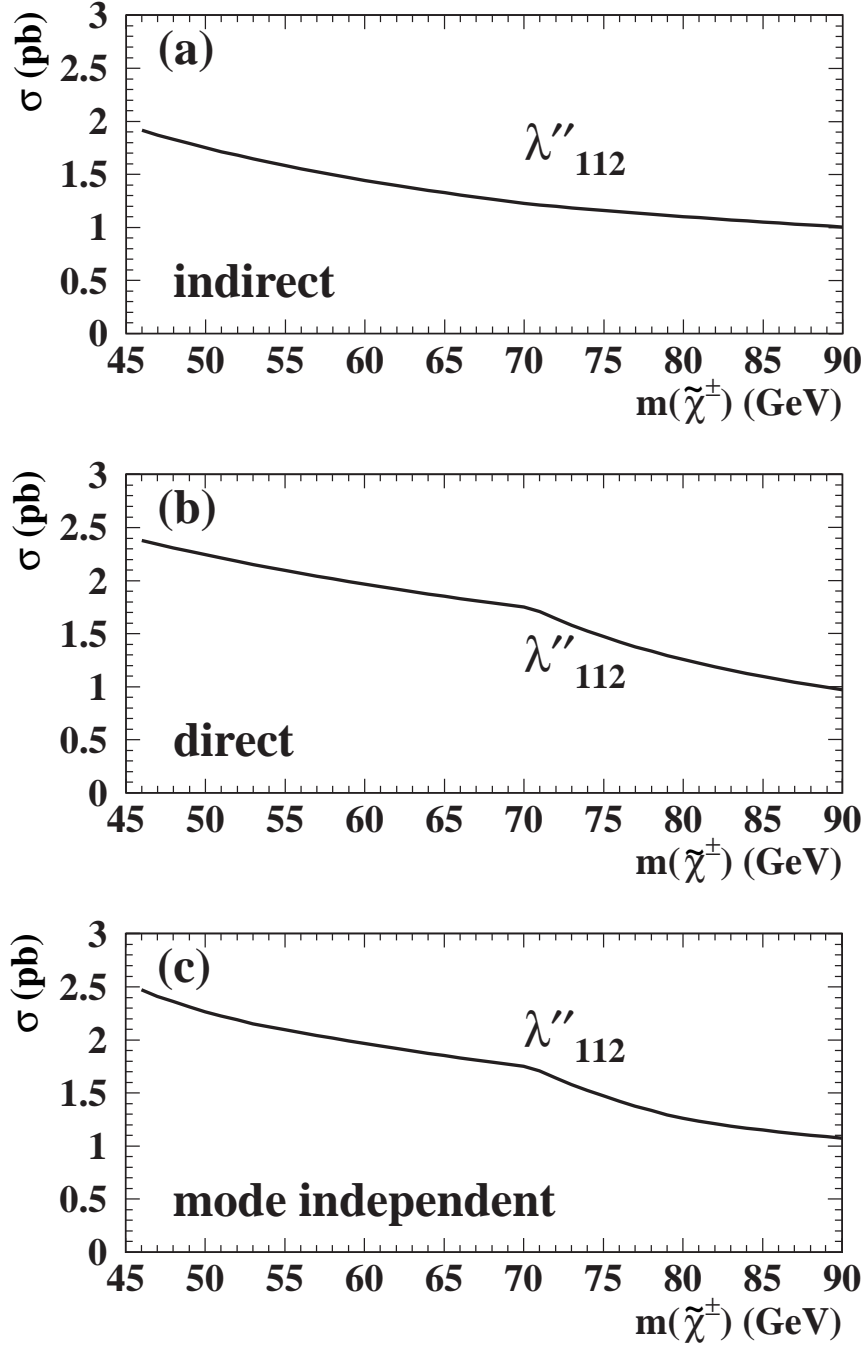 σ (pb)
3
2.5
2
1.5
1
0.5
0
(a)
λ″₁₁₂
indirect
45 50 55 60 65 70 75 80 85 90
m(χ̃±) (GeV)
σ (pb)
3
2.5
2
1.5
1
0.5
0
(b)
λ″₁₁₂
direct
45 50 55 60 65 70 75 80 85 90
m(χ̃±) (GeV)
σ (pb)
3
2.5
2
1.5
1
0.5
0
(c)
λ″₁₁₂
mode independent
45 50 55 60 65 70 75 80 85 90
m(χ̃±) (GeV)